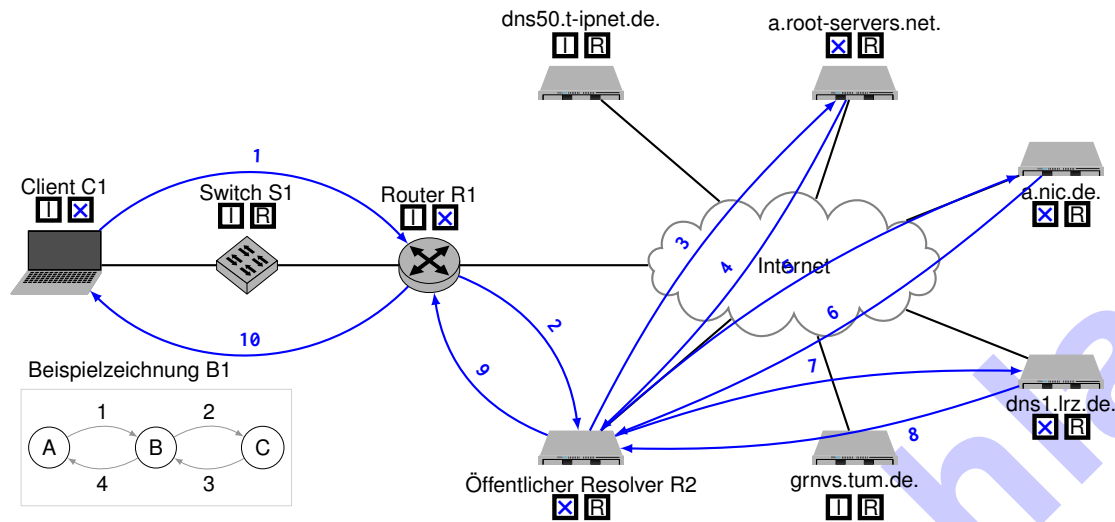 dns50.t-ipnet.de.
I R
a.root-servers.net.
R
1
Client C1
I
Switch S1
I R
Router R1
I
a.nic.de.
R
3
4
5
Internet
6
2
10
9
7
dns1.lrz.de.
R
8
Beispielzeichnung B1
1 2
A B C
4 3
Öffentlicher Resolver R2
R
grnvs.tum.de.
I R